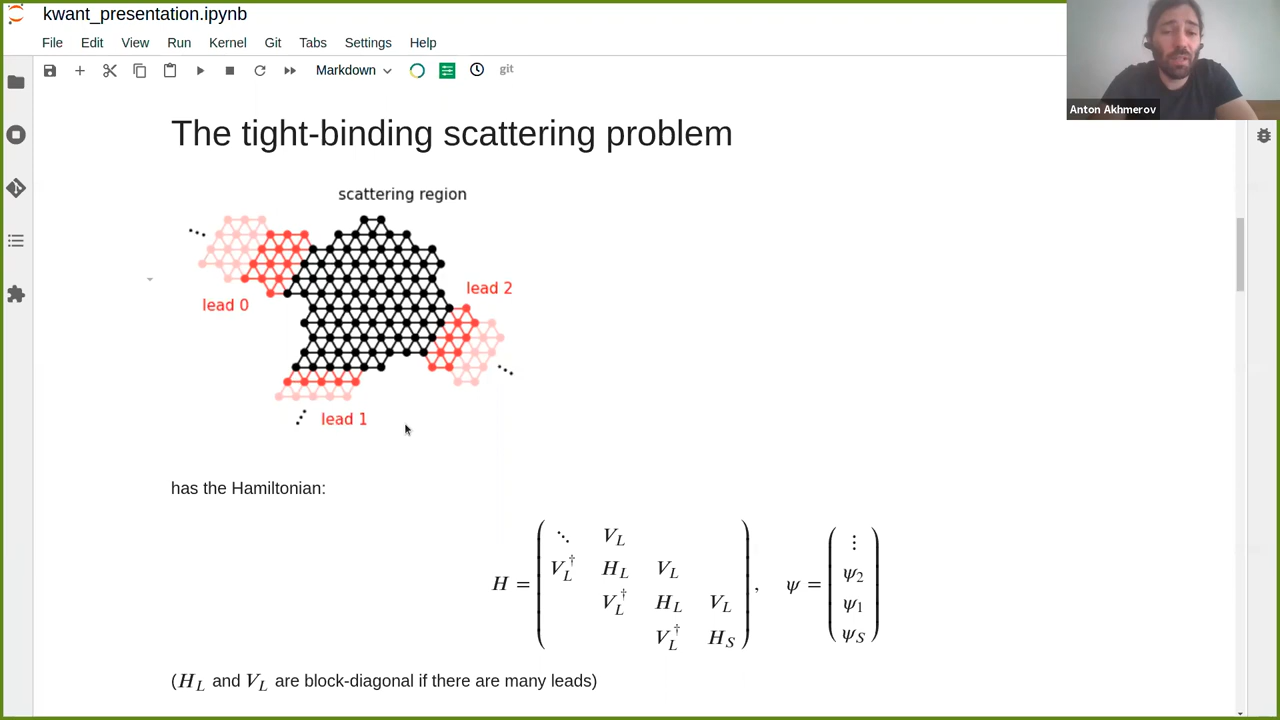 kwant_presentation.ipynb
File Edit View Run Kernel Git Tabs Settings Help
Markdown git
Anton Akhmerov
The tight-binding scattering problem
scattering region
lead 0
lead 2
lead 1
has the Hamiltonian:
H = ( ⋱ V_L
V_L^† H_L V_L
V_L^† H_L V_L
V_L^† H_S ) , ψ = ( ⋮
ψ_2
ψ_1
ψ_S )
(H_L and V_L are block-diagonal if there are many leads)